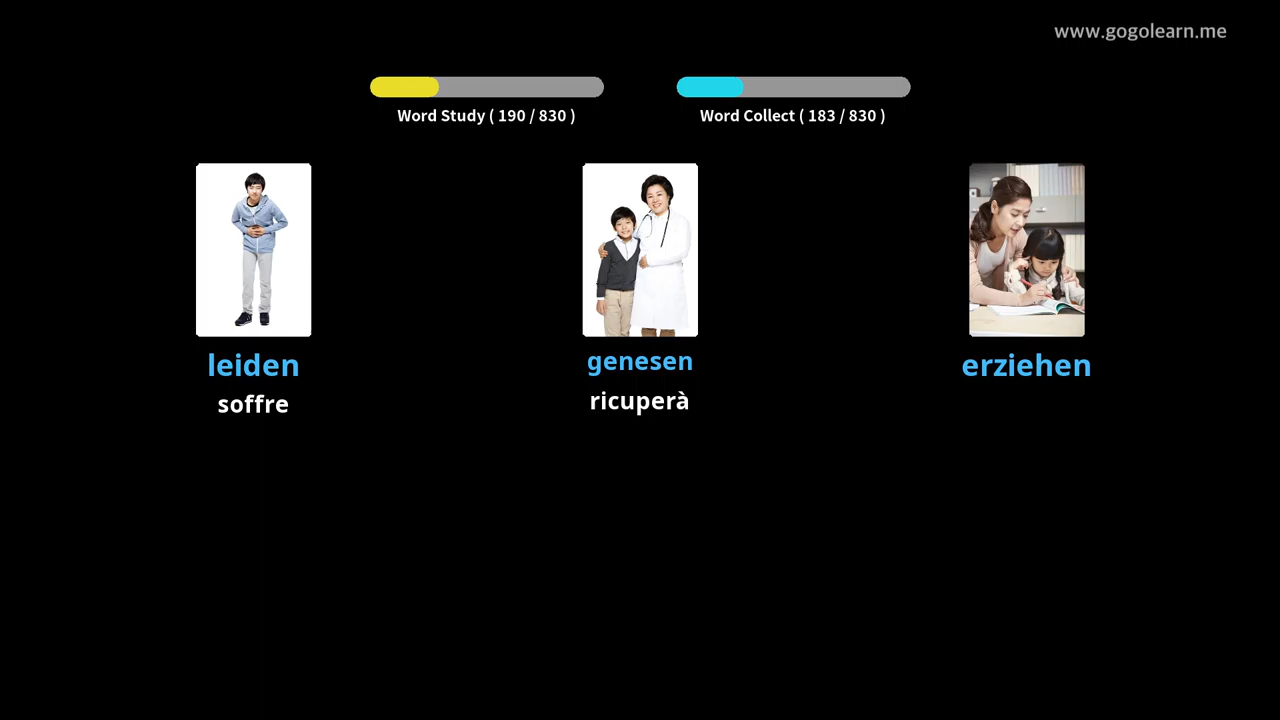 www.gogolearn.me
Word Study ( 190 / 830 )
Word Collect ( 183 / 830 )
leiden
soffre
genesen
ricuperà
erziehen